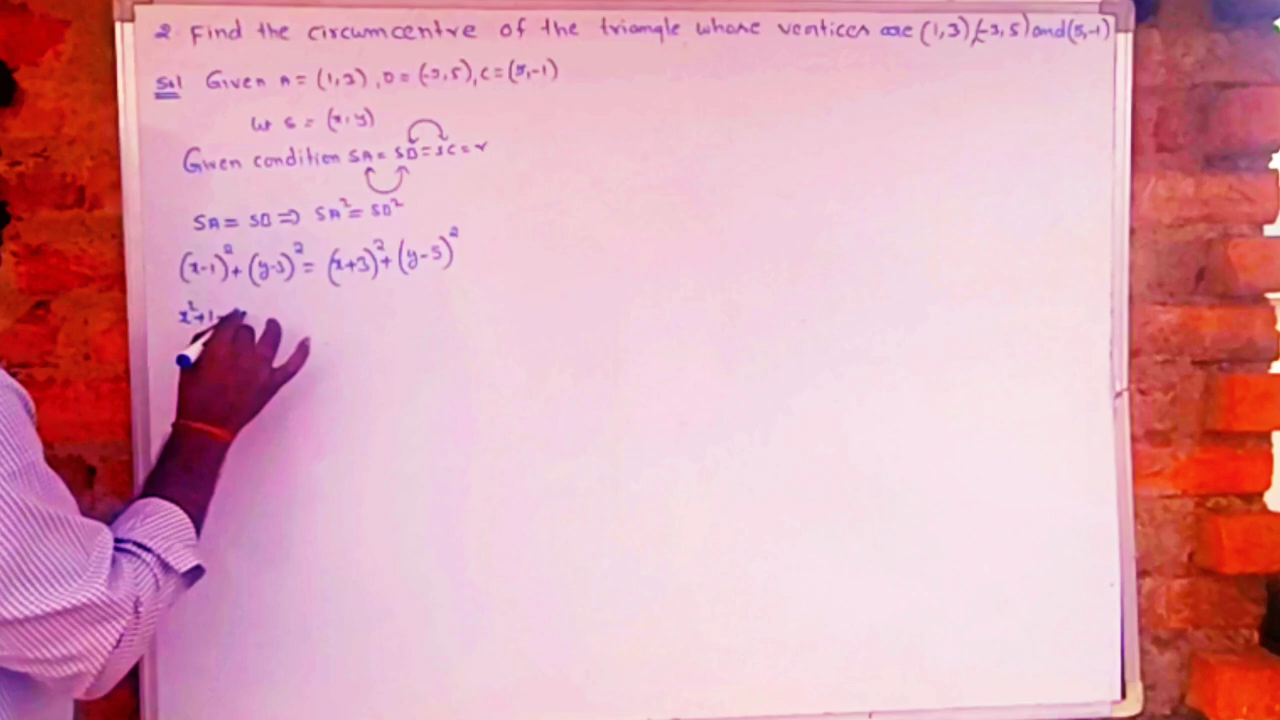 2 Find the circumcentre of the triangle whose vertices are (1,3),(-3,5) and (5,-1)
Sol Given A = (1,3), B = (-3,5), C = (5,-1)
let S = (x,y)
Given condition SA = SB = SC = r
SA = SB ⇒ SA² = SB²
(x-1)² + (y-3)² = (x+3)² + (y-5)²
x²+1-